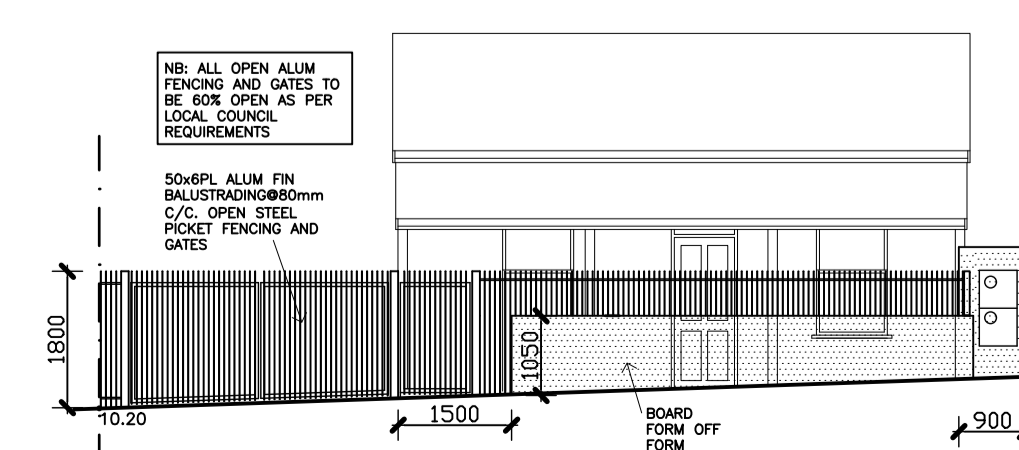 NB: ALL OPEN ALUM
FENCING AND GATES TO
BE 60% OPEN AS PER
LOCAL COUNCIL
REQUIREMENTS
50x6PL ALUM FIN
BALUSTRADING@80mm
C/C. OPEN STEEL
PICKET FENCING AND
GATES
1800
1050
10.20
1500
BOARD
FORM OFF
FORM
900